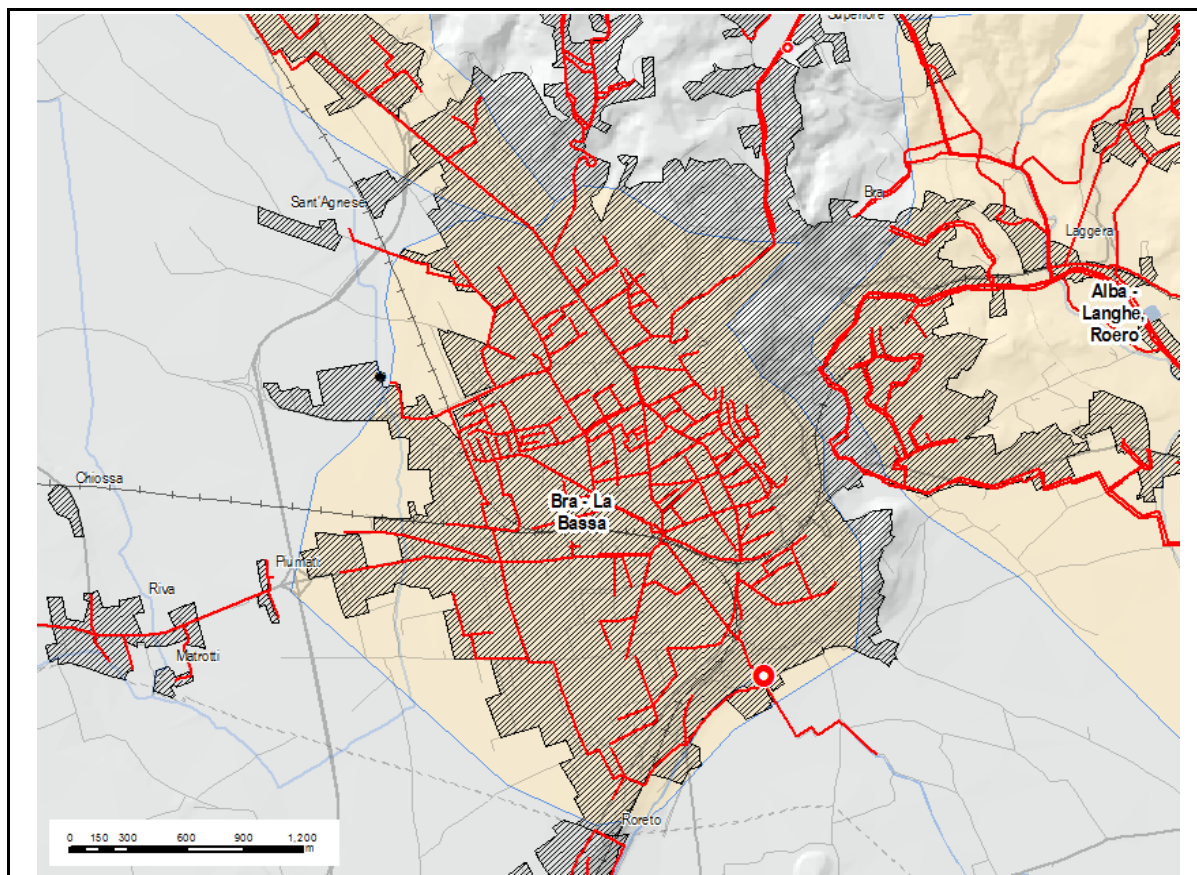 Superiore
Sant'Agnese
Bra
Laggera
Alba -
Langhe,
Roero
Chiossa
Bra - La
Bassa
Piumati
Riva
Matrotti
Roreto
0 150 300 600 900 1,200
m